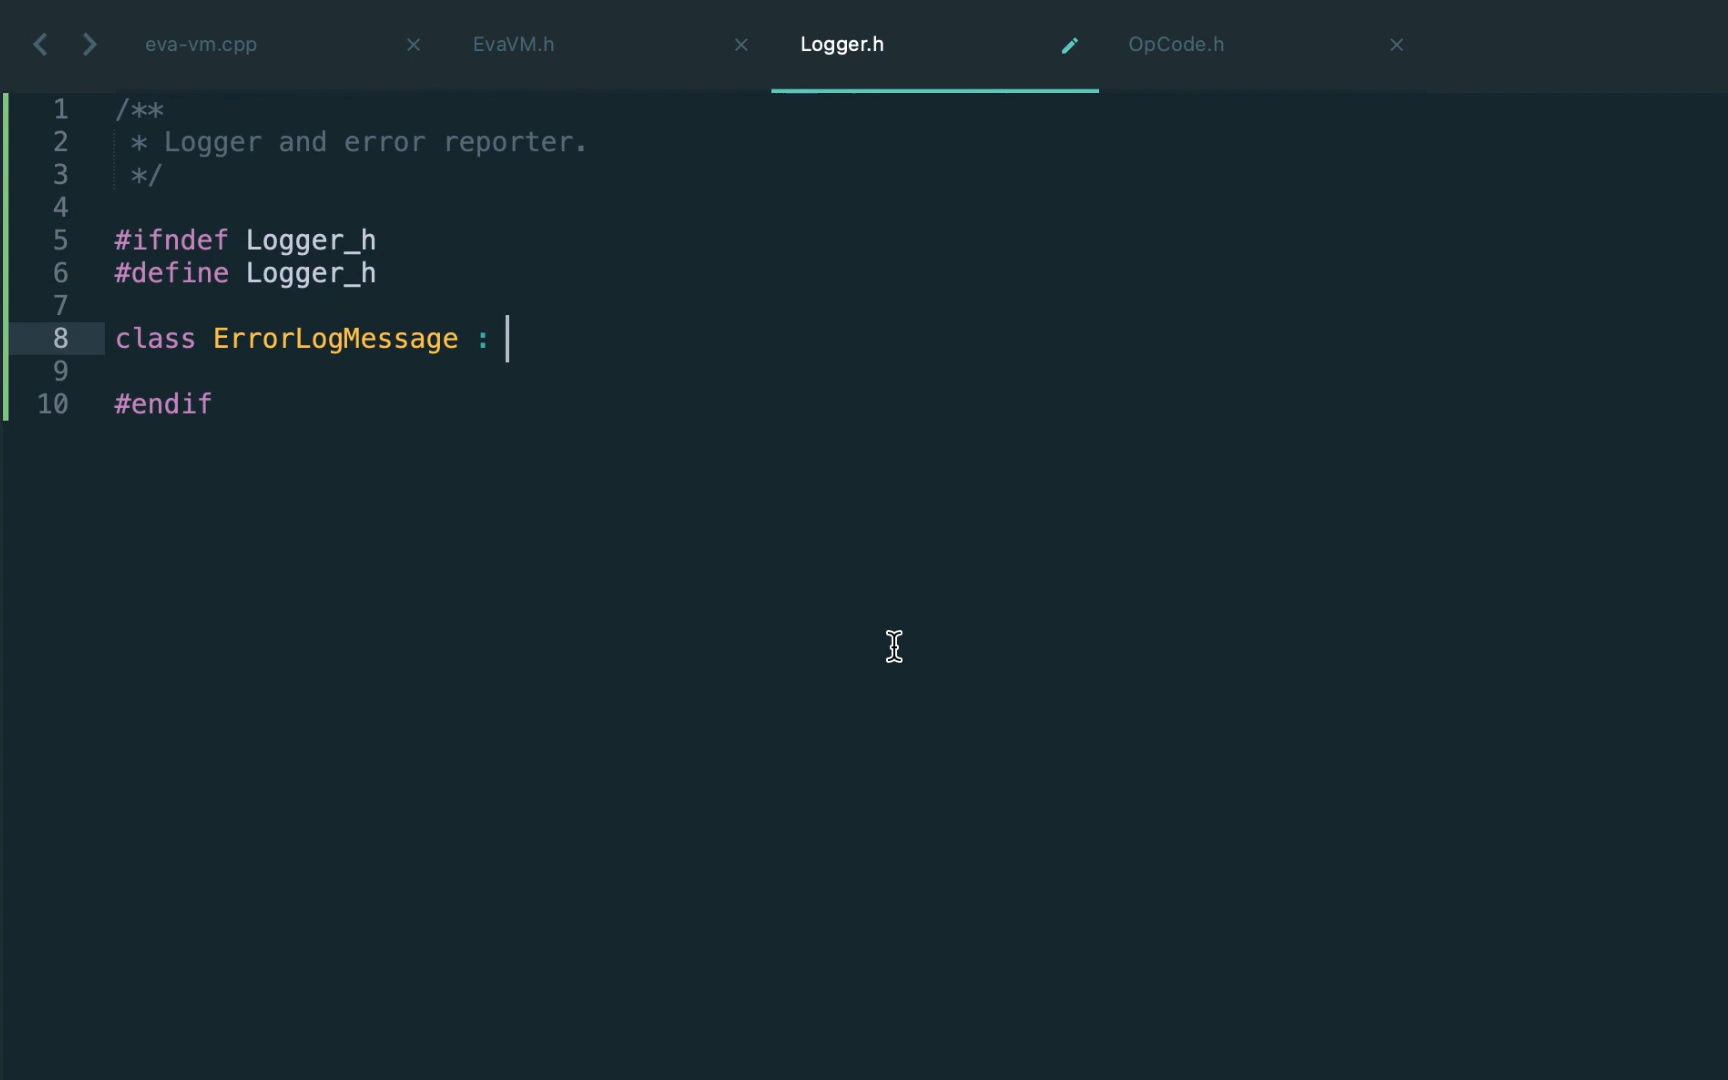 eva-vm.cpp EvaVM.h Logger.h OpCode.h
1 /**
2 * Logger and error reporter.
3 */
4
5 #ifndef Logger_h
6 #define Logger_h
7
8 class ErrorLogMessage :
9
10 #endif